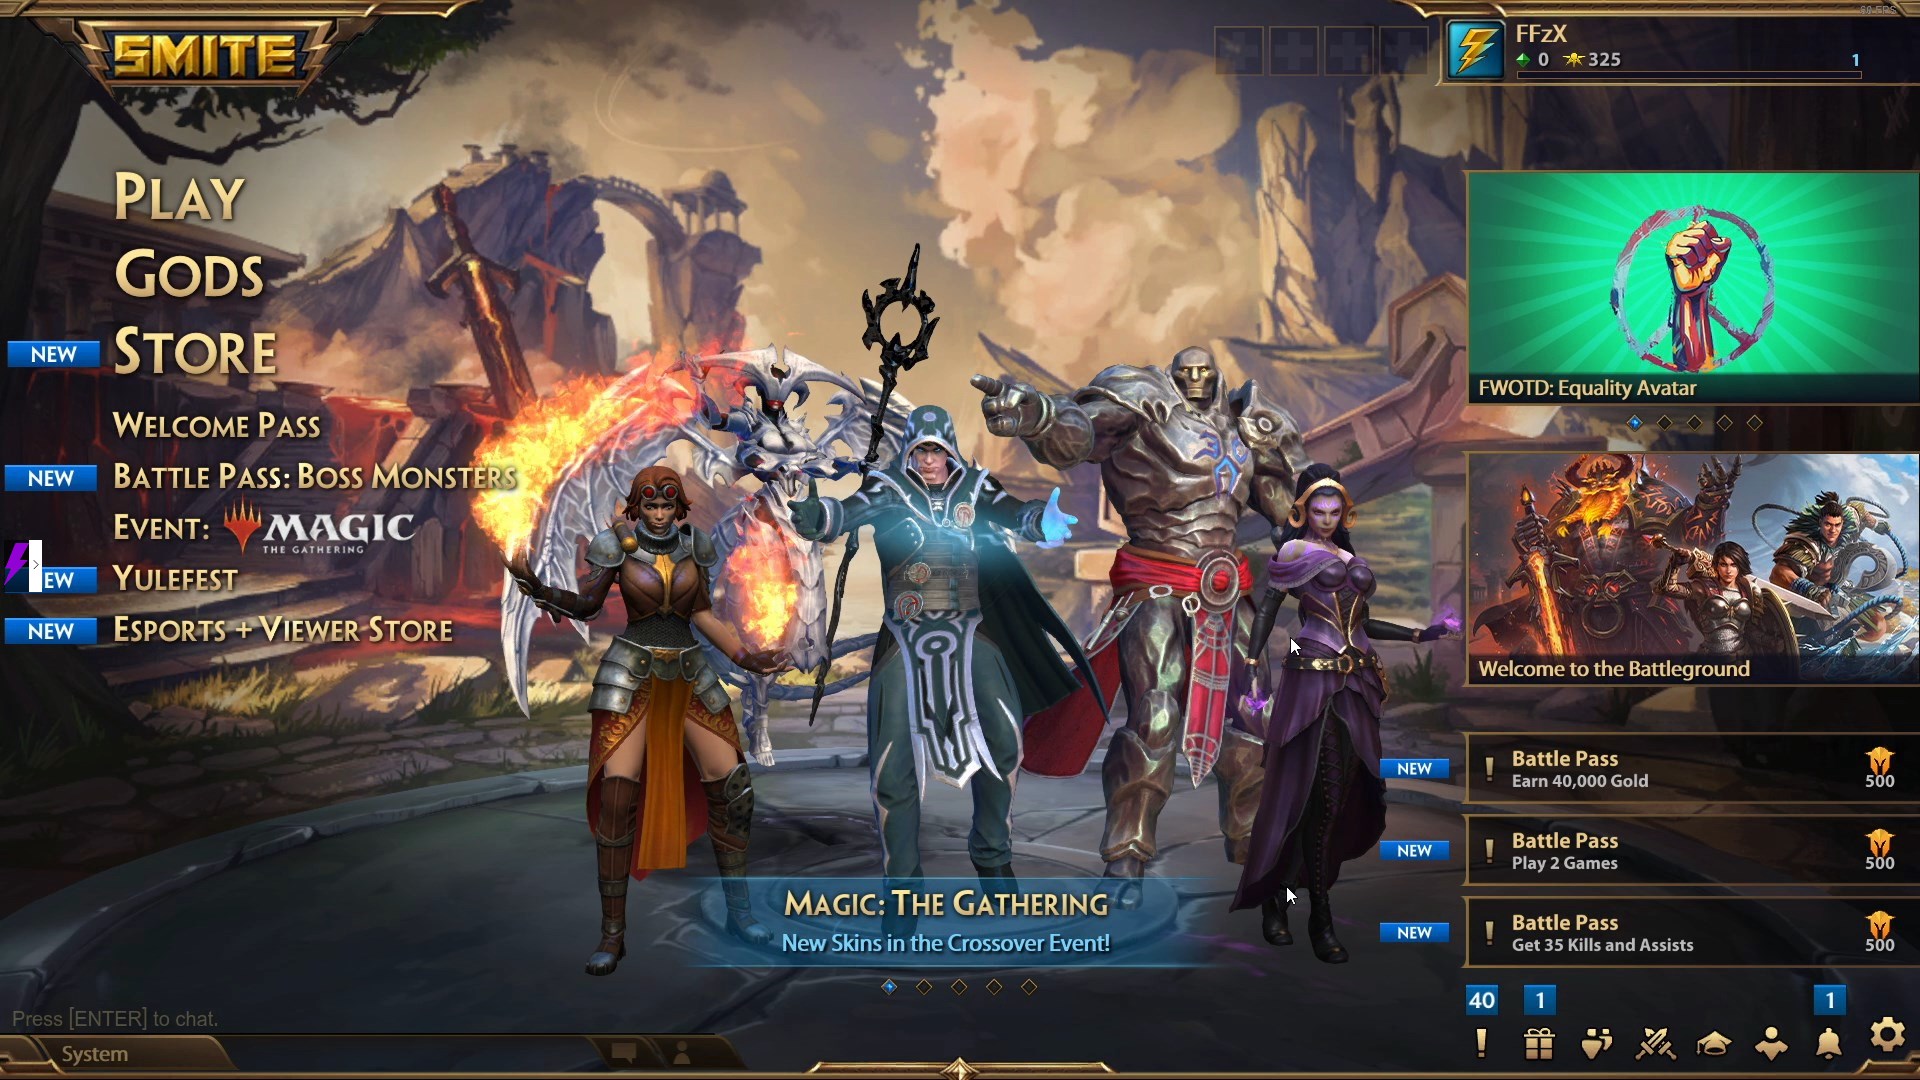 SMITE
FFzX
0 325
1
PLAY
GODS
NEW STORE
WELCOME PASS
NEW BATTLE PASS: BOSS MONSTERS
EVENT: MAGIC
THE GATHERING
EW YULEFEST
NEW ESPORTS + VIEWER STORE
FWOTD: Equality Avatar
Welcome to the Battleground
NEW ! Battle Pass
Earn 40,000 Gold
500
NEW ! Battle Pass
Play 2 Games
500
NEW ! Battle Pass
Get 35 Kills and Assists
500
MAGIC: THE GATHERING
New Skins in the Crossover Event!
40 1 1
Press [ENTER] to chat.
System